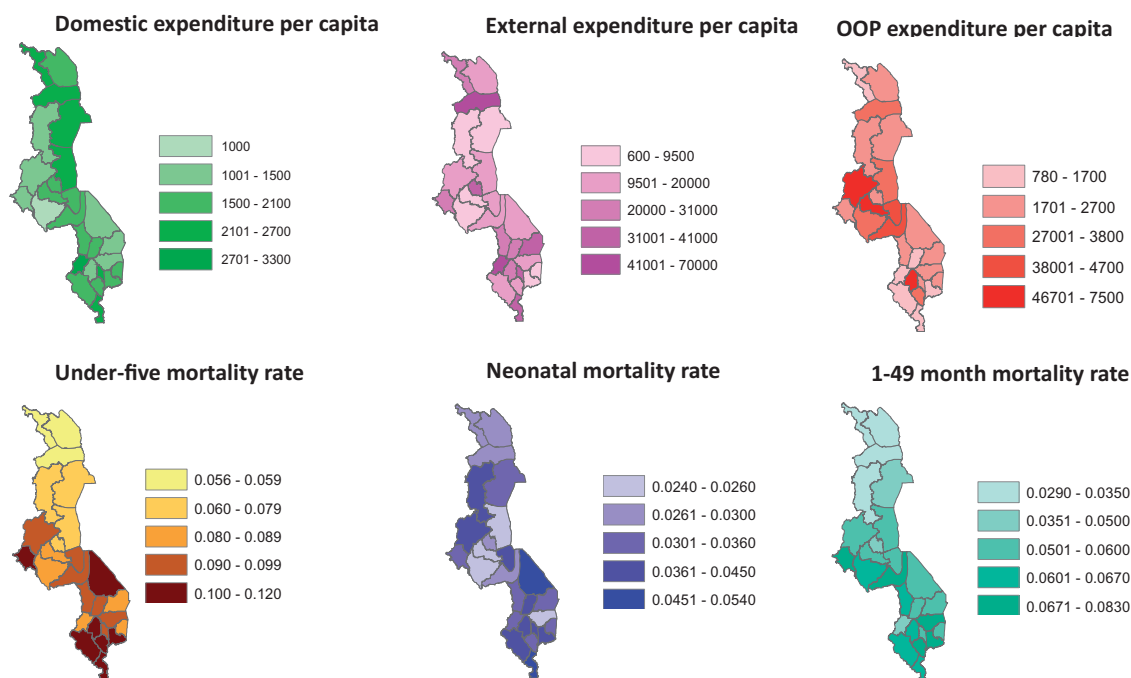 Domestic expenditure per capita
1000
1001 - 1500
1500 - 2100
2101 - 2700
2701 - 3300
External expenditure per capita
600 - 9500
9501 - 20000
20000 - 31000
31001 - 41000
41001 - 70000
OOP expenditure per capita
780 - 1700
1701 - 2700
27001 - 3800
38001 - 4700
46701 - 7500
Under-five mortality rate
0.056 - 0.059
0.060 - 0.079
0.080 - 0.089
0.090 - 0.099
0.100 - 0.120
Neonatal mortality rate
0.0240 - 0.0260
0.0261 - 0.0300
0.0301 - 0.0360
0.0361 - 0.0450
0.0451 - 0.0540
1-49 month mortality rate
0.0290 - 0.0350
0.0351 - 0.0500
0.0501 - 0.0600
0.0601 - 0.0670
0.0671 - 0.0830